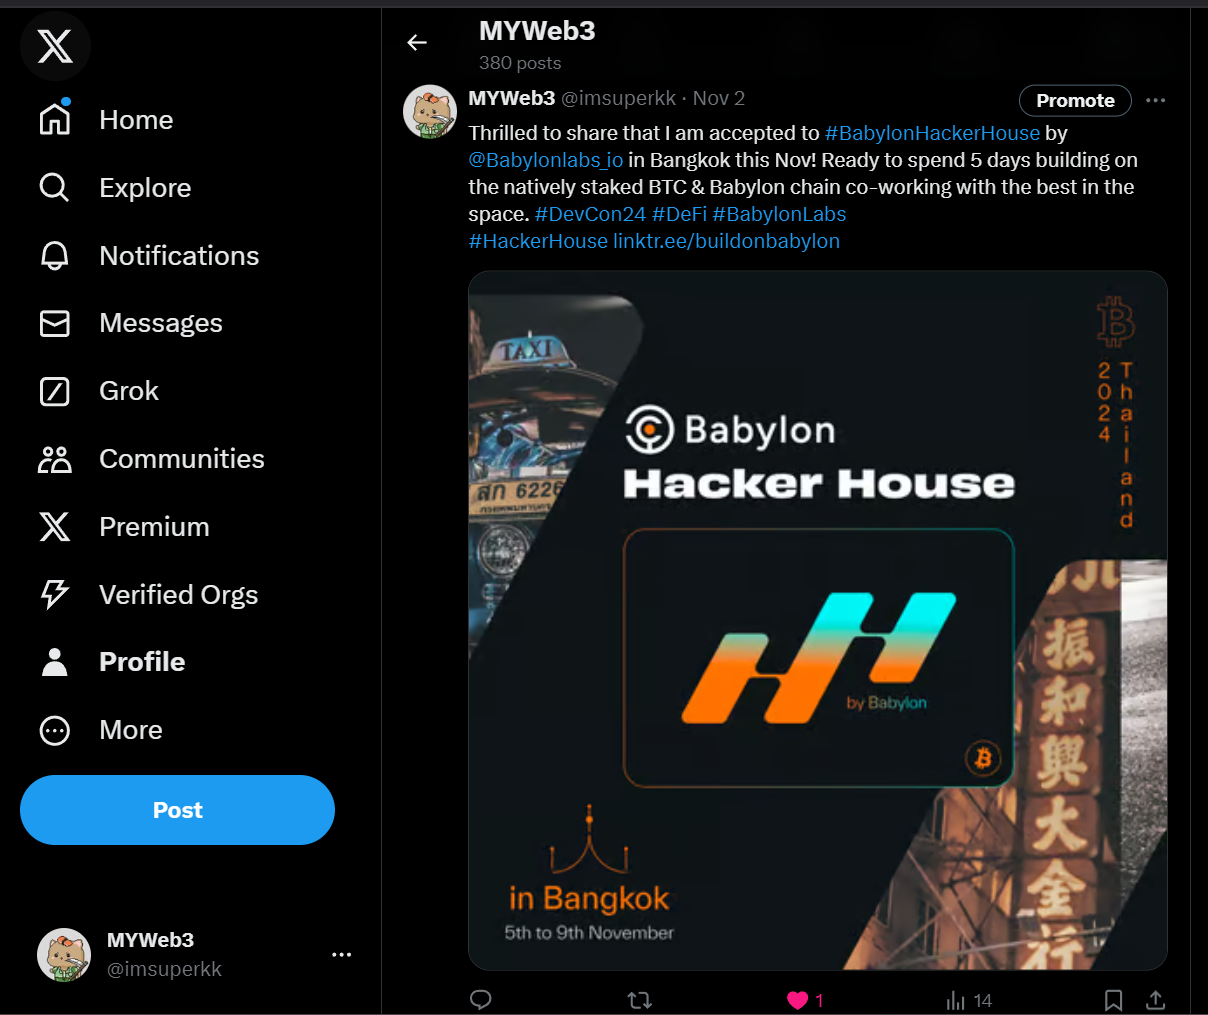 MYWeb3
380 posts
Home
Explore
Notifications
Messages
Grok
Communities
Premium
Verified Orgs
Profile
More
Post
MYWeb3
@imsuperkk
MYWeb3 @imsuperkk · Nov 2
Promote
Thrilled to share that I am accepted to #BabylonHackerHouse by
@Babylonlabs_io in Bangkok this Nov! Ready to spend 5 days building on
the natively staked BTC & Babylon chain co-working with the best in the
space. #DevCon24 #DeFi #BabylonLabs
#HackerHouse linktr.ee/buildonbabylon
TAXI
สก 6226
Babylon
Hacker House
2024
Thailand
HH
by Babylon
in Bangkok
5th to 9th November
振和興大金行
1
14